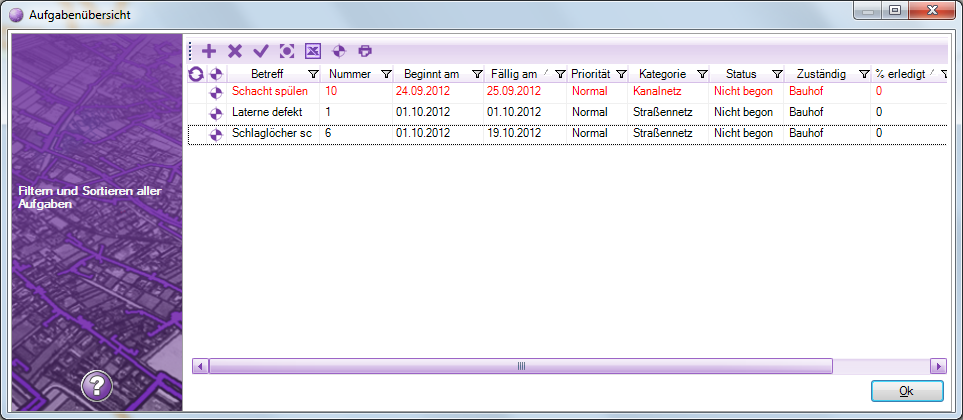 Aufgabenübersicht
Filtern und Sortieren aller
Aufgaben
Betreff Nummer Beginnt am Fällig am Priorität Kategorie Status Zuständig % erledigt
Schacht spülen 10 24.09.2012 25.09.2012 Normal Kanalnetz Nicht begon Bauhof 0
Laterne defekt 1 01.10.2012 01.10.2012 Normal Straßennetz Nicht begon Bauhof 0
Schlaglöcher sc 6 01.10.2012 19.10.2012 Normal Straßennetz Nicht begon Bauhof 0
?
Ok